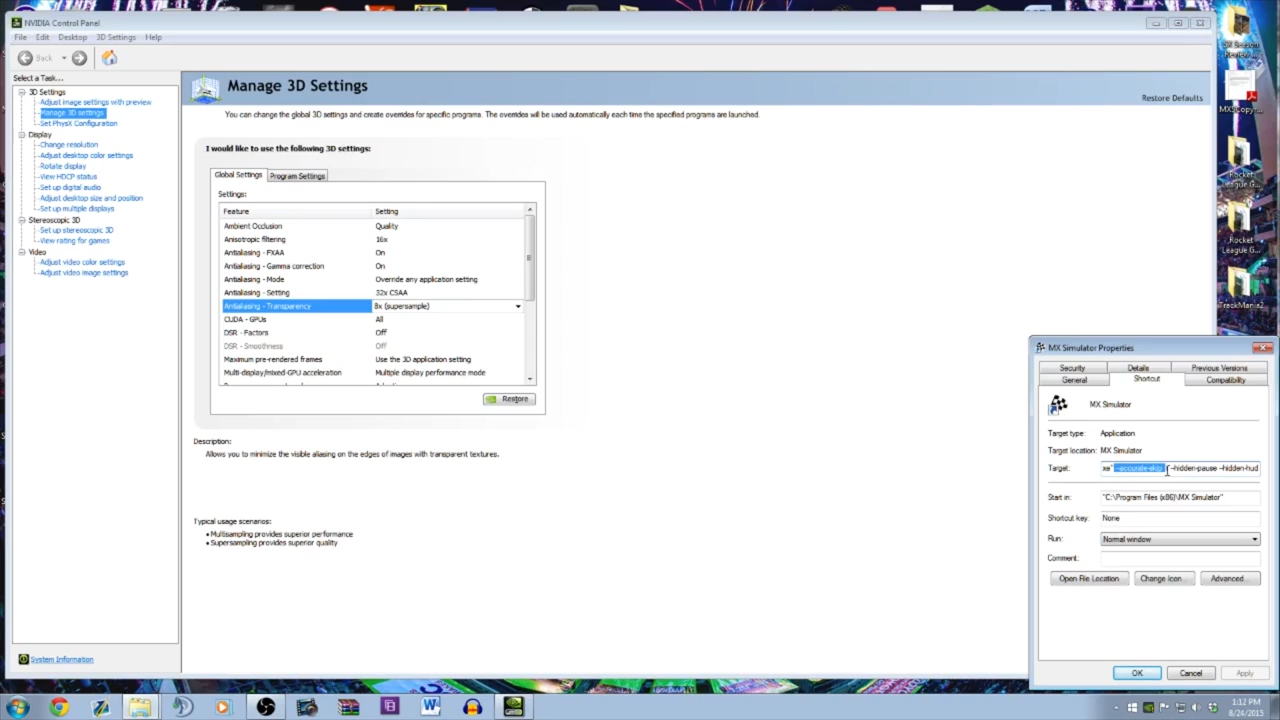 NVIDIA Control Panel
File Edit Desktop 3D Settings Help
Back
Select a Task...
3D Settings
Adjust image settings with preview
Manage 3D settings
Set PhysX Configuration
Display
Change resolution
Adjust desktop color settings
Rotate display
View HDCP status
Set up digital audio
Adjust desktop size and position
Set up multiple displays
Stereoscopic 3D
Set up stereoscopic 3D
View rating for games
Video
Adjust video color settings
Adjust video image settings
System Information
Manage 3D Settings
Restore Defaults
You can change the global 3D settings and create overrides for specific programs. The overrides will be used automatically each time the specified programs are launched.
I would like to use the following 3D settings:
Global Settings Program Settings
Settings:
Feature Setting
Ambient Occlusion Quality
Anisotropic filtering 16x
Antialiasing - FXAA On
Antialiasing - Gamma correction On
Antialiasing - Mode Override any application setting
Antialiasing - Setting 32x CSAA
Antialiasing - Transparency 8x (supersample)
CUDA - GPUs All
DSR - Factors Off
DSR - Smoothness Off
Maximum pre-rendered frames Use the 3D application setting
Multi-display/mixed-GPU acceleration Multiple display performance mode
Restore
Description:
Allows you to minimize the visible aliasing on the edges of images with transparent textures.
Typical usage scenarios:
• Multisampling provides superior performance
• Supersampling provides superior quality
MX Simulator Properties
Security Details Previous Versions
General Shortcut Compatibility
MX Simulator
Target type: Application
Target location: MX Simulator
Target: xe" --accurate-skip --hidden-pause --hidden-hud
Start in: "C:\Program Files (x86)\MX Simulator"
Shortcut key: None
Run: Normal window
Comment:
Open File Location Change Icon... Advanced...
OK Cancel Apply
Rocket
League G...
Rocket
League G...
TrackMania2
1:12 PM
8/24/2015